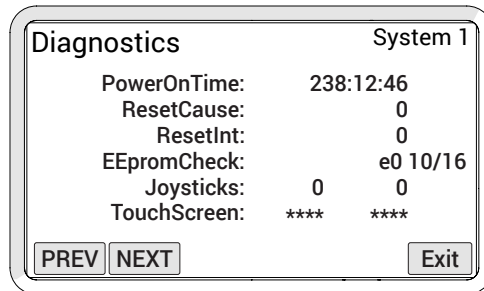 Diagnostics System 1
PowerOnTime: 238:12:46
ResetCause: 0
ResetInt: 0
EEpromCheck: e0 10/16
Joysticks: 0 0
TouchScreen: **** ****
PREV NEXT Exit